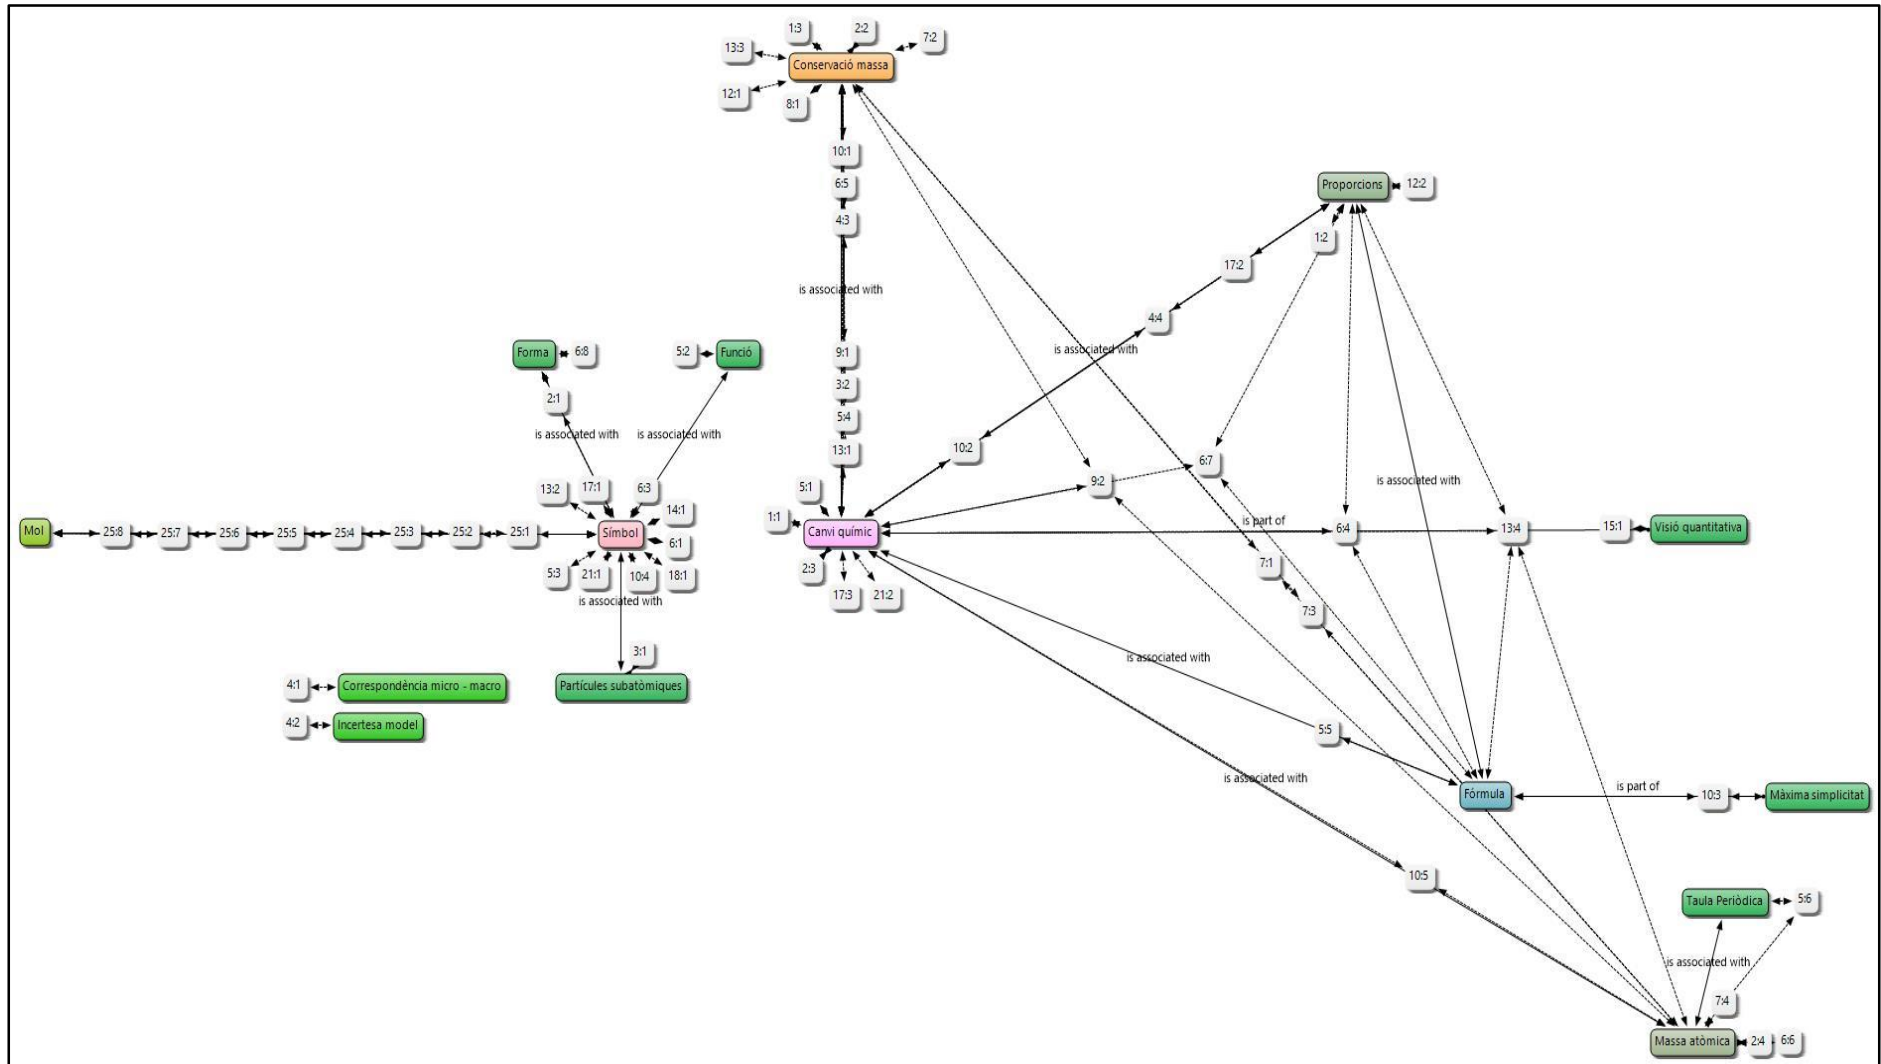 1:3
2:2
7:2
13:3
Conservació massa
12:1
8:1
10:1
6:5
4:3
is associated with
9:1
3:2
5:4
13:1
Proporcions
12:2
1:2
17:2
4:4
is associated with
10:2
Forma
6:8
5:2
Funció
2:1
is associated with
is associated with
13:2
17:1
6:3
14:1
Mol
25:8
25:7
25:6
25:5
25:4
25:3
25:2
25:1
Símbol
6:1
5:3
21:1
10:4
18:1
is associated with
3:1
Partícules subatòmiques
4:1
Correspondència micro - macro
4:2
Incertesa model
5:1
1:1
Canvi químic
2:3
17:3
21:2
9:2
6:7
is associated with
is part of
6:4
13:4
15:1
Visió quantitativa
7:1
7:3
is associated with
5:5
is associated with
Fórmula
is part of
10:3
Màxima simplicitat
10:5
Taula Periòdica
5:6
is associated with
7:4
Massa atòmica
2:4
6:6